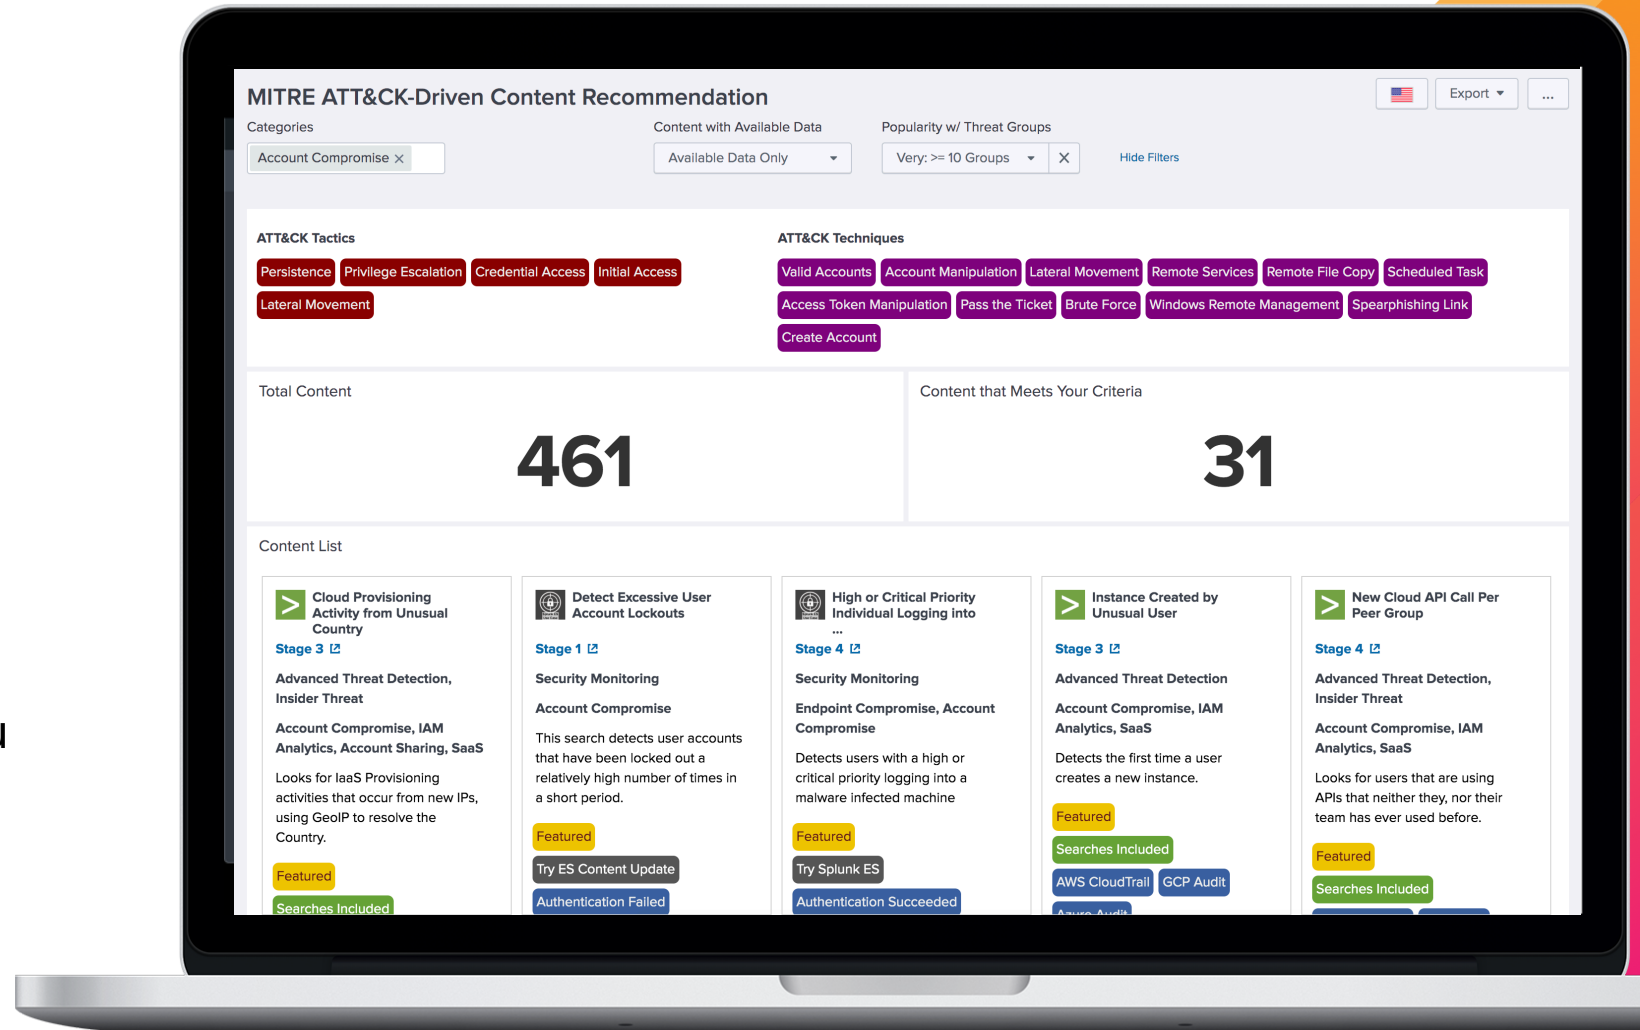 MITRE ATT&CK-Driven Content Recommendation
Export
...
Categories
Content with Available Data
Popularity w/ Threat Groups
Account Compromise ×
Available Data Only
Very: >= 10 Groups
Hide Filters
ATT&CK Tactics
Persistence Privilege Escalation Credential Access Initial Access
Lateral Movement
ATT&CK Techniques
Valid Accounts Account Manipulation Lateral Movement Remote Services Remote File Copy Scheduled Task
Access Token Manipulation Pass the Ticket Brute Force Windows Remote Management Spearphishing Link
Create Account
Total Content
461
Content that Meets Your Criteria
31
Content List
Cloud Provisioning
Activity from Unusual
Country
Stage 3
Advanced Threat Detection,
Insider Threat
Account Compromise, IAM
Analytics, Account Sharing, SaaS
Looks for IaaS Provisioning
activities that occur from new IPs,
using GeoIP to resolve the
Country.
Featured
Searches Included
Detect Excessive User
Account Lockouts
Stage 1
Security Monitoring
Account Compromise
This search detects user accounts
that have been locked out a
relatively high number of times in
a short period.
Featured
Try ES Content Update
Authentication Failed
High or Critical Priority
Individual Logging into
...
Stage 4
Security Monitoring
Endpoint Compromise, Account
Compromise
Detects users with a high or
critical priority logging into a
malware infected machine
Featured
Try Splunk ES
Authentication Succeeded
Instance Created by
Unusual User
Stage 3
Advanced Threat Detection
Account Compromise, IAM
Analytics, SaaS
Detects the first time a user
creates a new instance.
Featured
Searches Included
AWS CloudTrail GCP Audit
Azure Audit
New Cloud API Call Per
Peer Group
Stage 4
Advanced Threat Detection,
Insider Threat
Account Compromise, IAM
Analytics, SaaS
Looks for users that are using
APIs that neither they, nor their
team has ever used before.
Featured
Searches Included